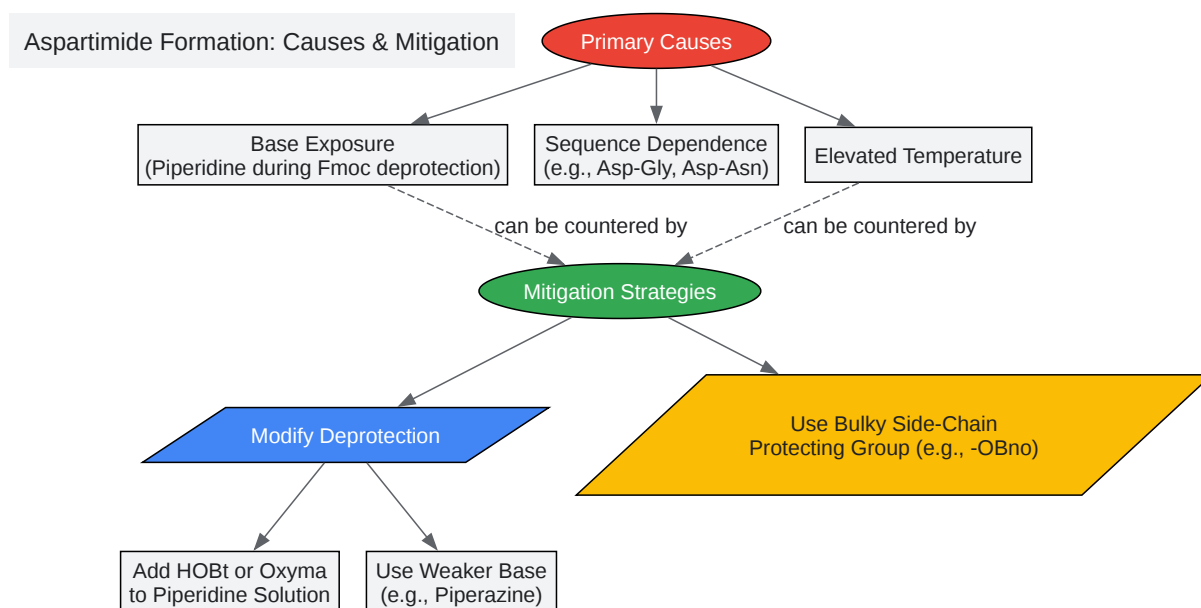 Aspartimide Formation: Causes & Mitigation
Primary Causes
Base Exposure
(Piperidine during Fmoc deprotection)
Sequence Dependence
(e.g., Asp-Gly, Asp-Asn)
Elevated Temperature
can be countered by
can be countered by
Mitigation Strategies
Modify Deprotection
Use Bulky Side-Chain
Protecting Group (e.g., -OBno)
Add HOBt or Oxyma
to Piperidine Solution
Use Weaker Base
(e.g., Piperazine)